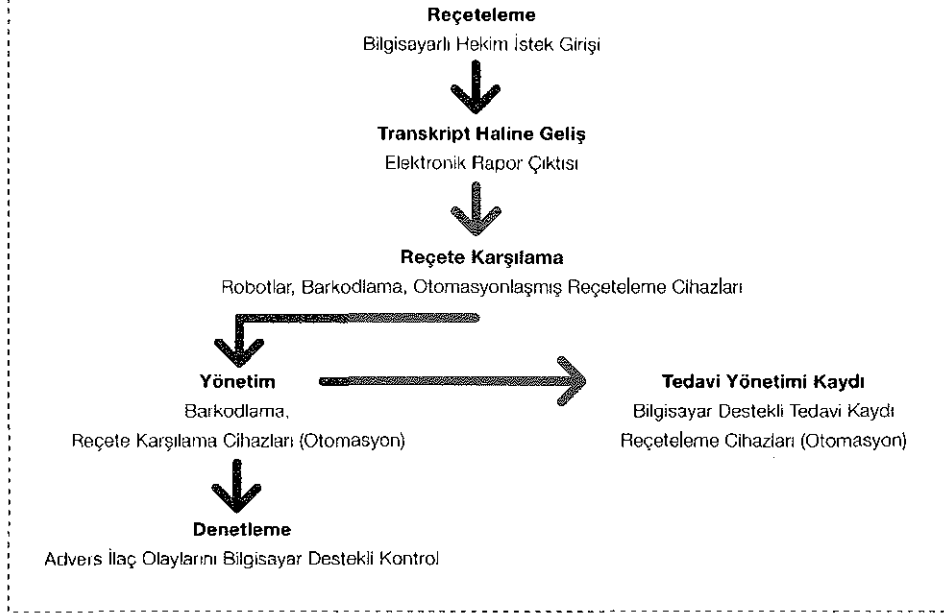 Reçeteleme
Bilgisayarlı Hekim İstek Girişi
Transkript Haline Geliş
Elektronik Rapor Çıktısı
Reçete Karşılama
Robotlar, Barkodlama, Otomasyonlaşmış Reçeteleme Cihazları
Yönetim
Barkodlama,
Reçete Karşılama Cihazları (Otomasyon)
Tedavi Yönetimi Kaydı
Bilgisayar Destekli Tedavi Kaydı
Reçeteleme Cihazları (Otomasyon)
Denetleme
Advers İlaç Olaylarını Bilgisayar Destekli Kontrol